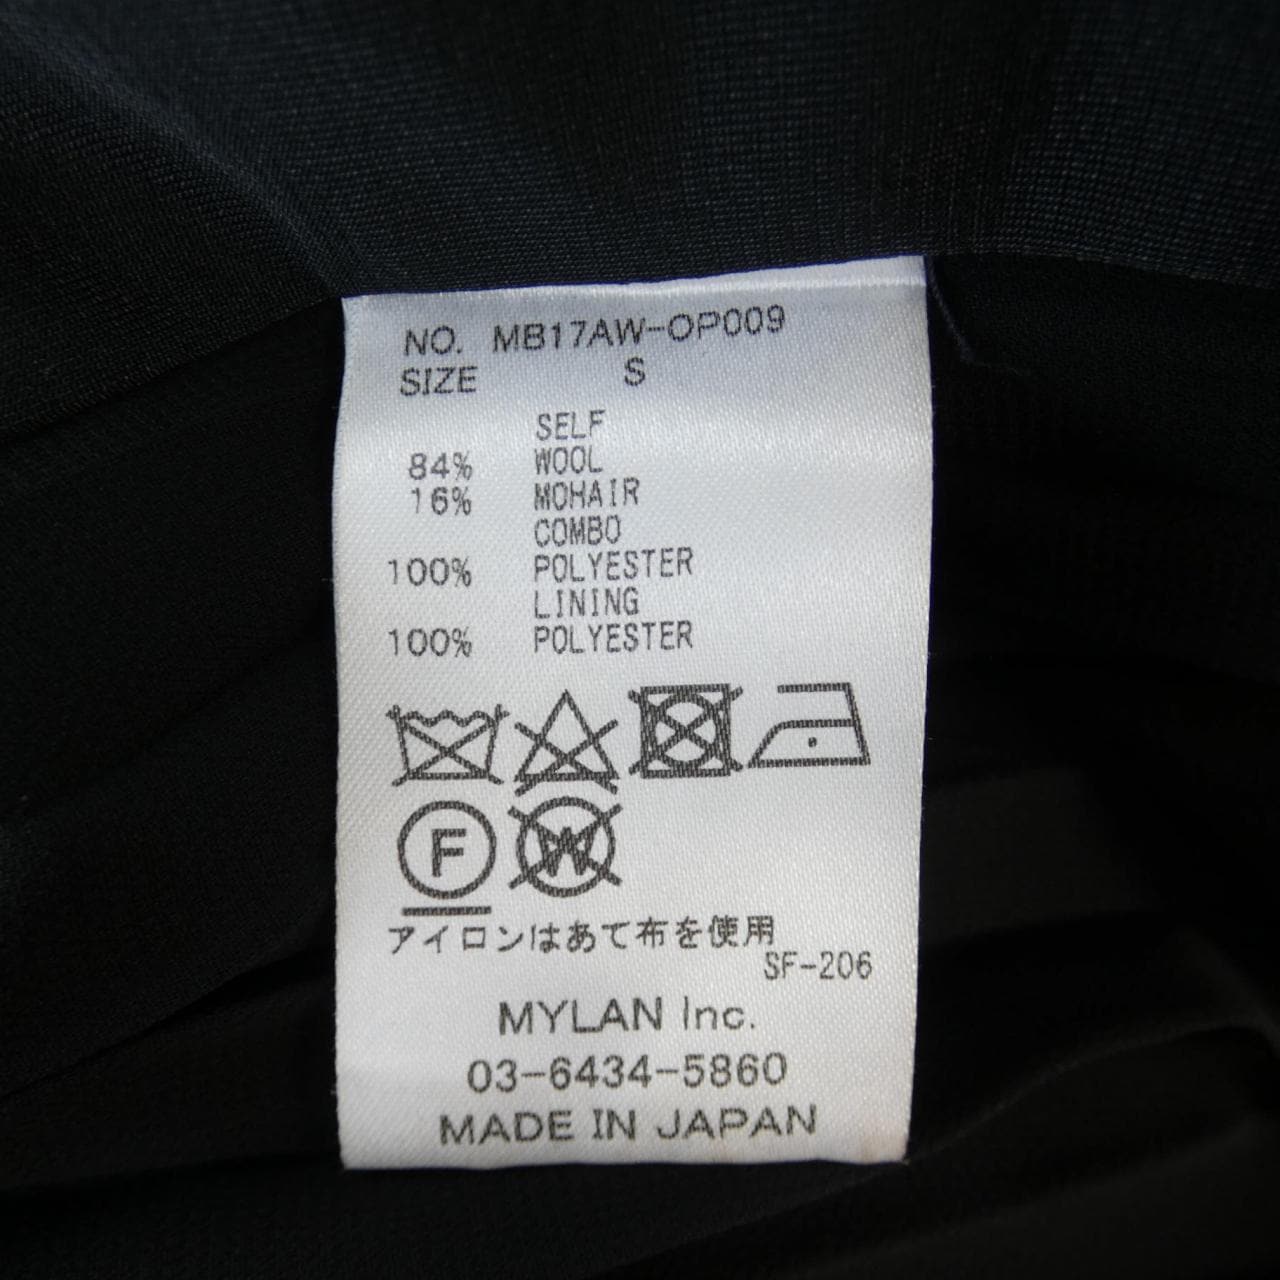 NO. MB17AW-OP009
SIZE S
SELF
84% WOOL
16% MOHAIR
COMBO
100% POLYESTER
LINING
100% POLYESTER
F W
アイロンはあて布を使用
SF-206
MYLAN Inc.
03-6434-5860
MADE IN JAPAN